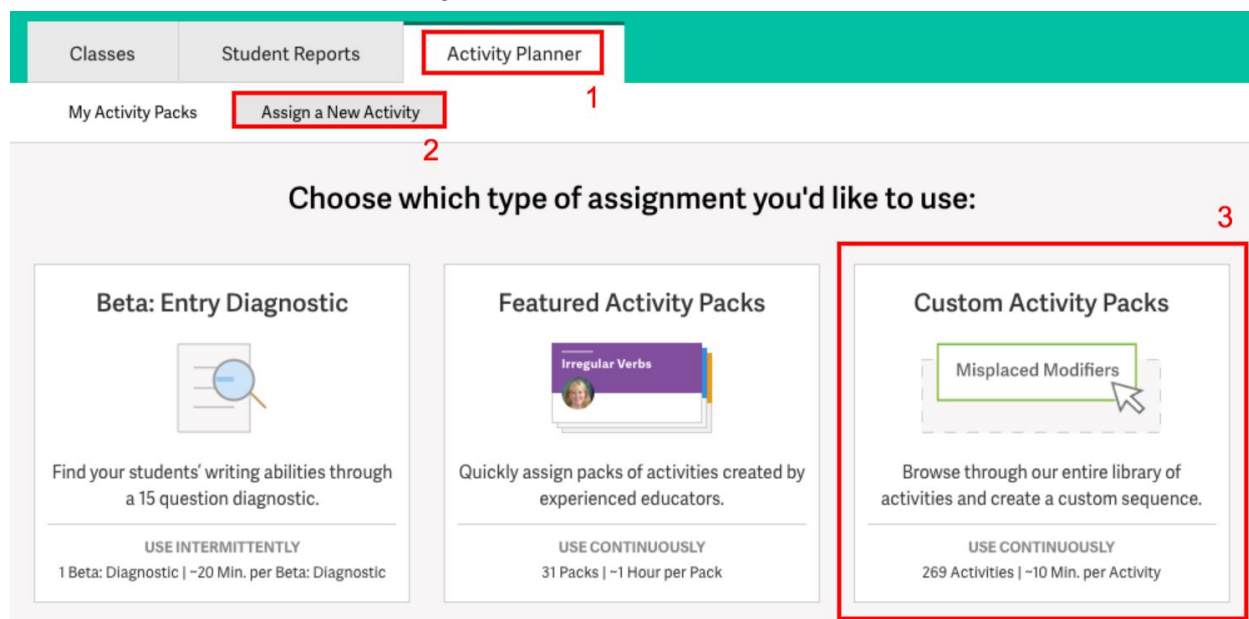 Classes Student Reports Activity Planner
1
My Activity Packs Assign a New Activity
2
Choose which type of assignment you'd like to use:
3
Beta: Entry Diagnostic
Find your students' writing abilities through
a 15 question diagnostic.
USE INTERMITTENTLY
1 Beta: Diagnostic | ~20 Min. per Beta: Diagnostic
Featured Activity Packs
Irregular Verbs
Quickly assign packs of activities created by
experienced educators.
USE CONTINUOUSLY
31 Packs | ~1 Hour per Pack
Custom Activity Packs
Misplaced Modifiers
Browse through our entire library of
activities and create a custom sequence.
USE CONTINUOUSLY
269 Activities | ~10 Min. per Activity